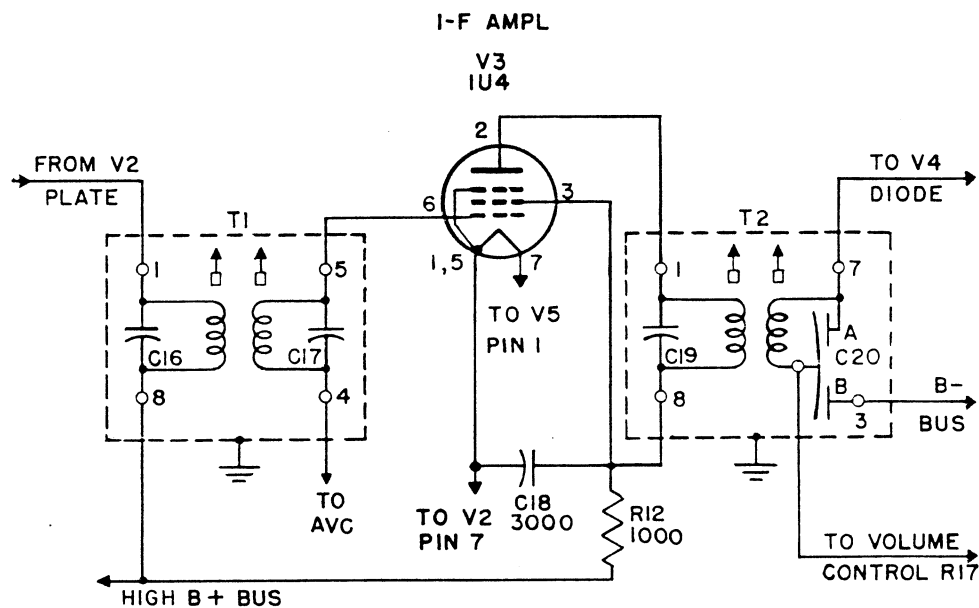 I-F AMPL
V3
1U4
2
FROM V2
PLATE
TO V4
DIODE
6
3
T1
T2
1,5
7
1
5
1
7
TO V5
PIN 1
A
C16
C17
C19
C20
B
B-
8
4
8
3
BUS
TO
AVC
C18
3000
TO V2
PIN 7
R12
1000
TO VOLUME
CONTROL R17
HIGH B+ BUS